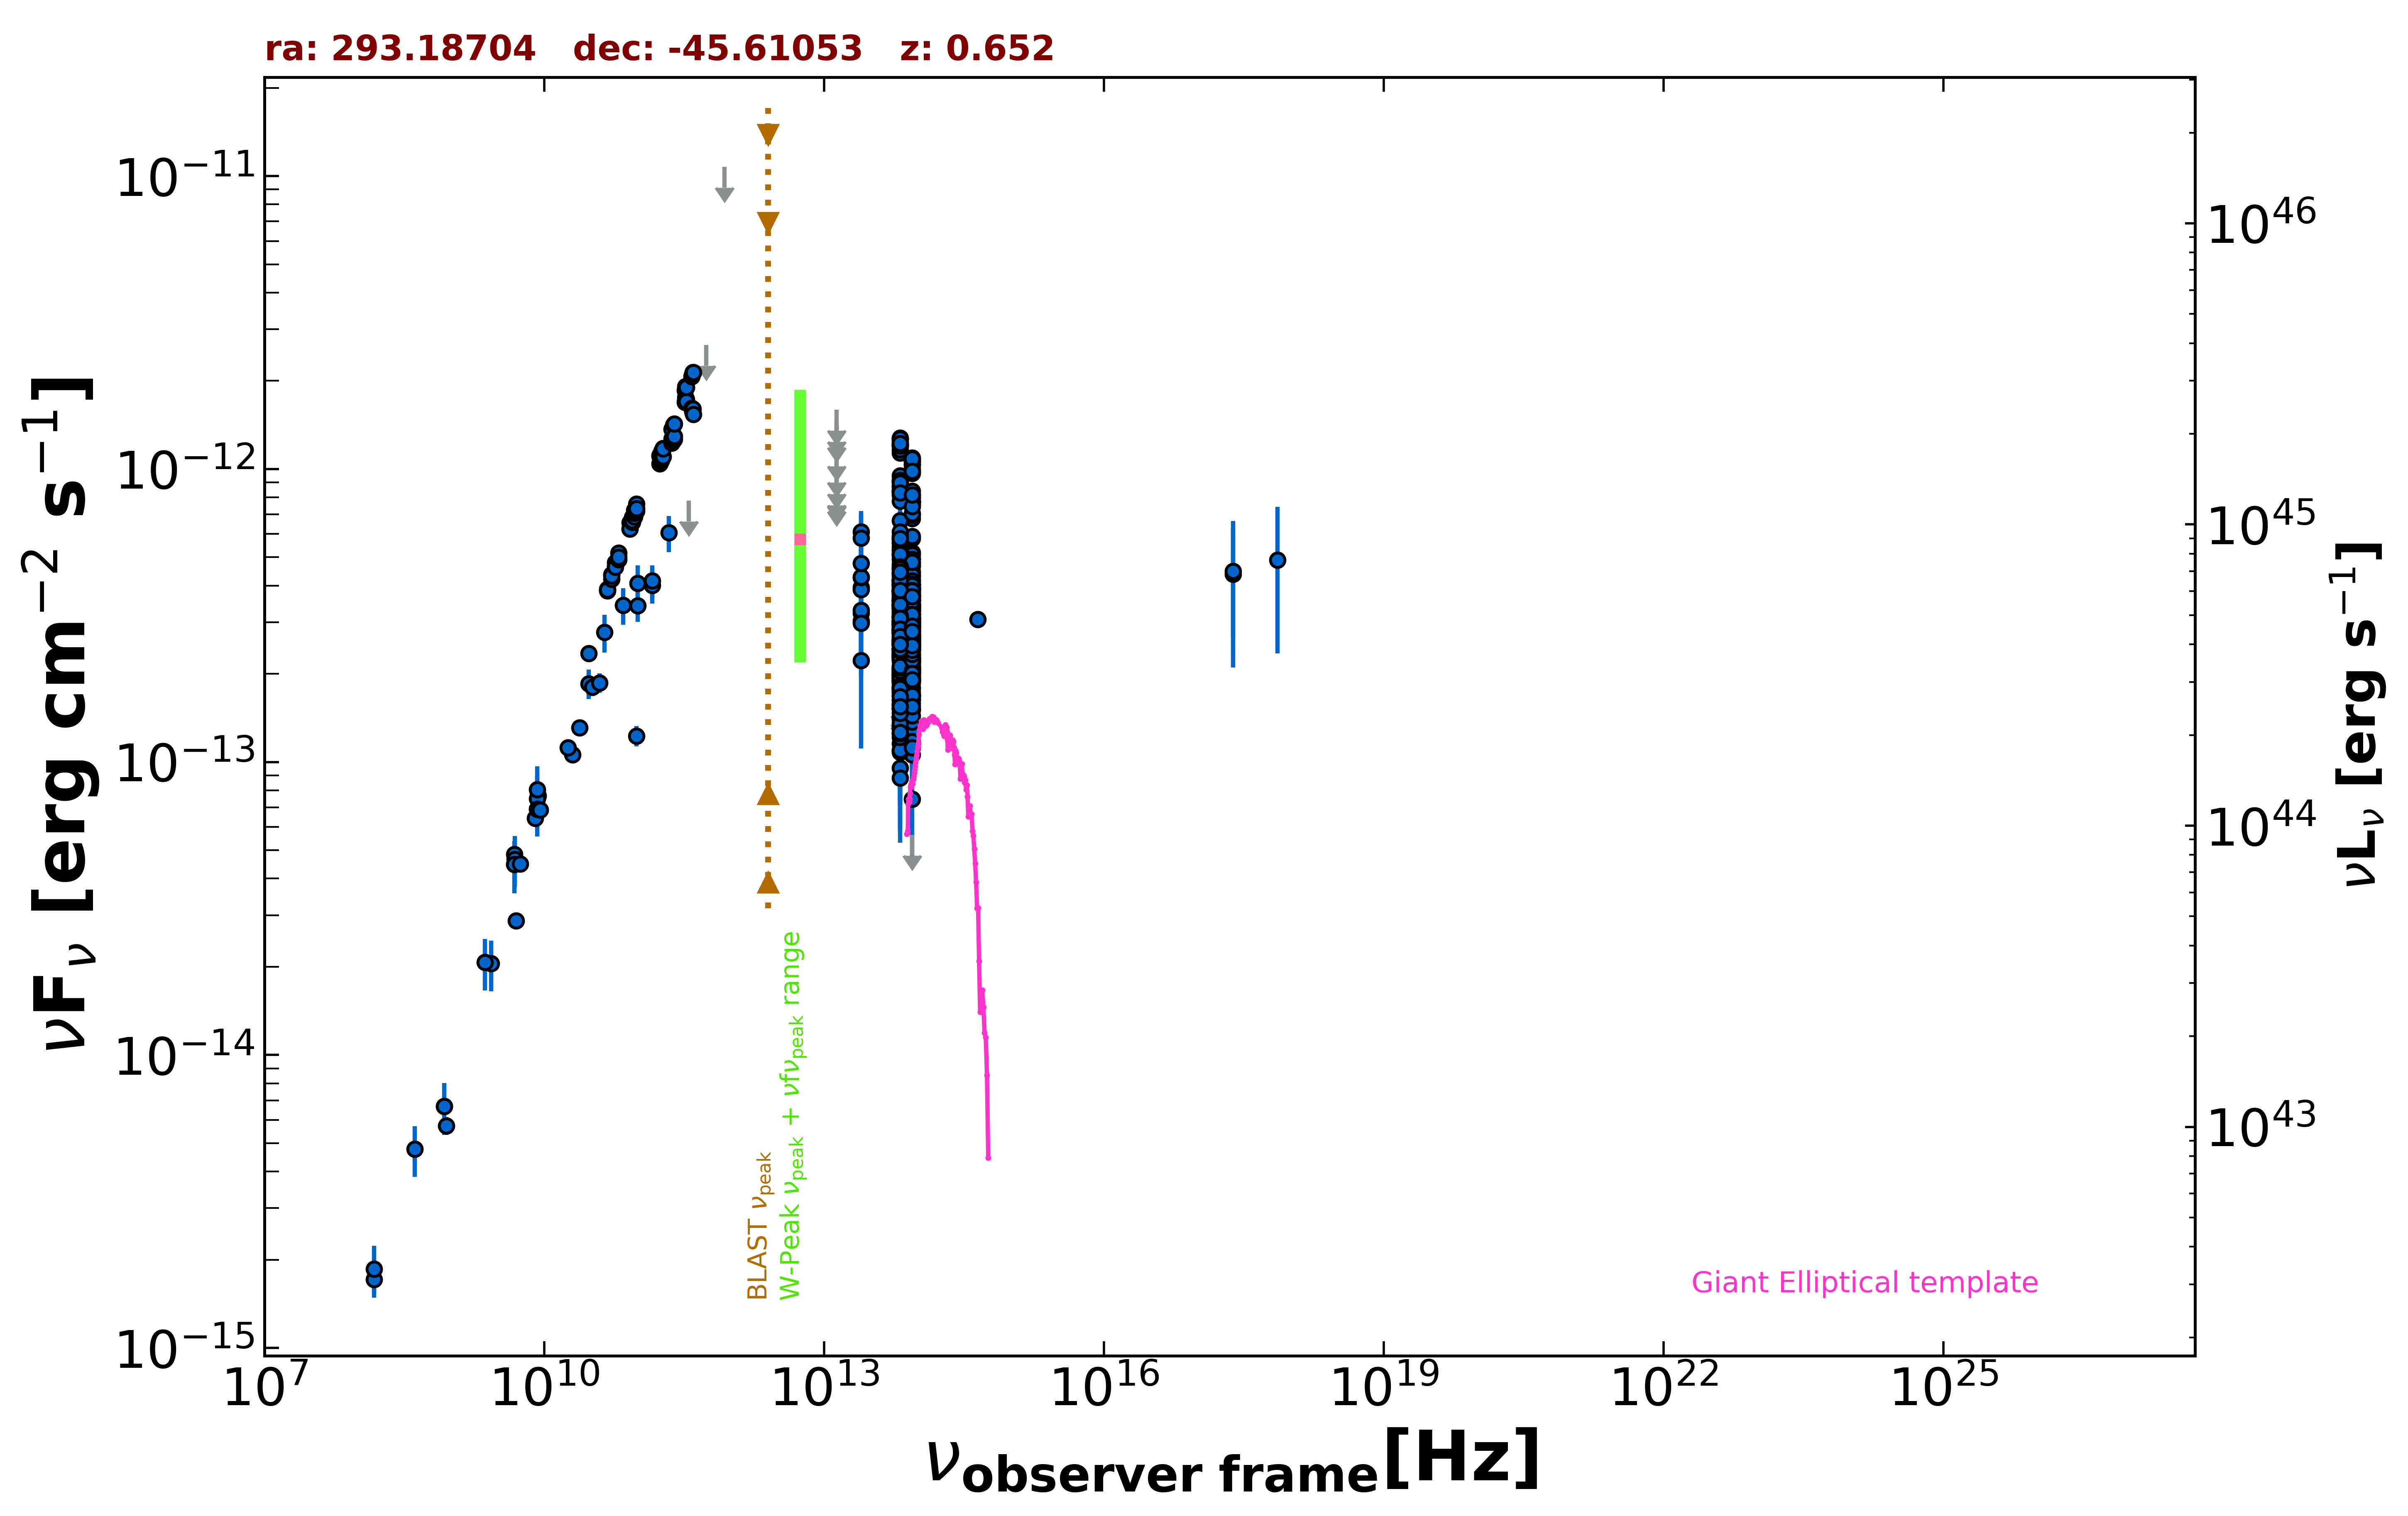 ra: 293.18704   dec: -45.61053   z: 0.652
νFν [erg cm⁻² s⁻¹]
10⁻¹¹
10⁻¹²
10⁻¹³
10⁻¹⁴
10⁻¹⁵
10⁴⁶
10⁴⁵
10⁴⁴
10⁴³
νLν [erg s⁻¹]
BLAST νpeak
W-Peak νpeak + νfνpeak range
Giant Elliptical template
10⁷ 10¹⁰ 10¹³ 10¹⁶ 10¹⁹ 10²² 10²⁵
νobserver frame[Hz]